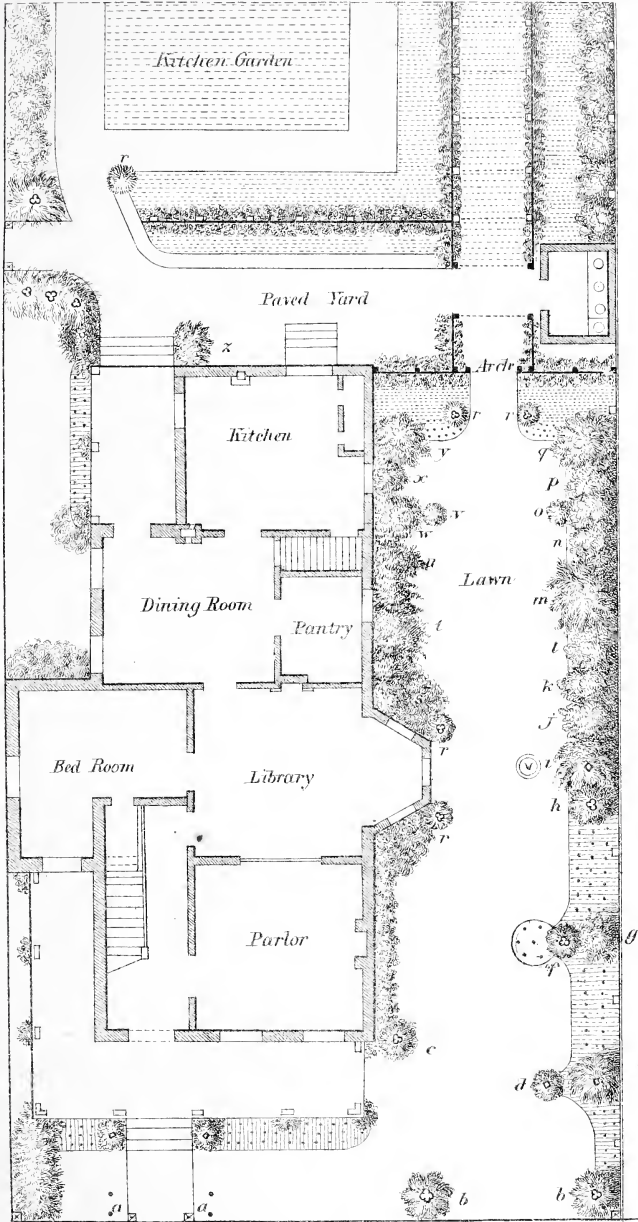 Kitchen Garden
r
Paved Yard
z
Arch
Kitchen
r r
y q
x p
v o
w n
u
Lawn
Dining Room
m
Pantry
t
l
k
j
r
Bed Room
Library
i
h
r
Parlor
g
f
c
d
a a
b b